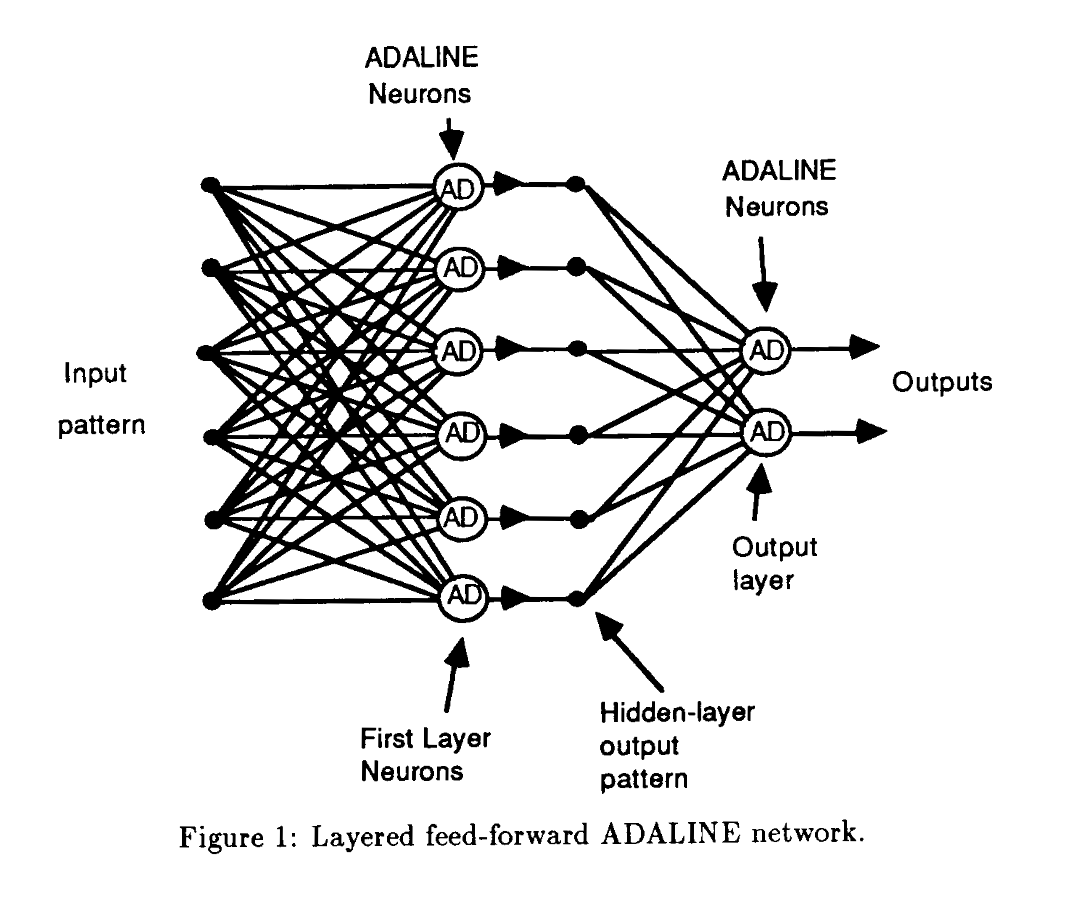 ADALINE
Neurons
ADALINE
Neurons
AD
AD
AD
AD
AD
AD
AD
AD
Input
pattern
Outputs
Output
layer
First Layer
Neurons
Hidden-layer
output
pattern
Figure 1: Layered feed-forward ADALINE network.